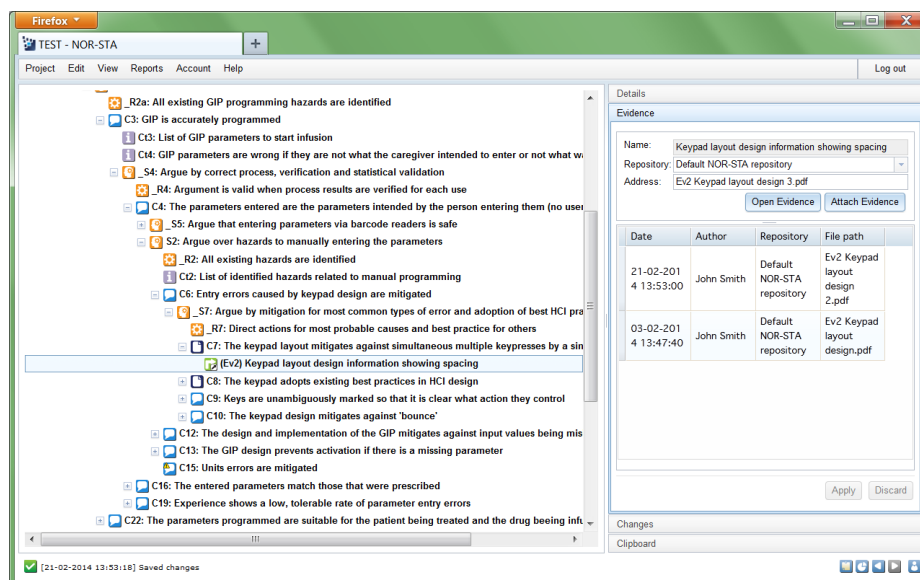 Firefox
TEST - NOR-STA
+
Project Edit View Reports Account Help Log out
_R2a: All existing GIP programming hazards are identified
C3: GIP is accurately programmed
Ct3: List of GIP parameters to start infusion
Ct4: GIP parameters are wrong if they are not what the caregiver intended to enter or not what w
_S4: Argue by correct process, verification and statistical validation
_R4: Argument is valid when process results are verified for each use
C4: The parameters entered are the parameters intended by the person entering them (no user
_S5: Argue that entering parameters via barcode readers is safe
S2: Argue over hazards to manually entering the parameters
_R2: All existing hazards are identified
Ct2: List of identified hazards related to manual programming
C6: Entry errors caused by keypad design are mitigated
_S7: Argue by mitigation for most common types of error and adoption of best HCI pra
_R7: Direct actions for most probable causes and best practice for others
C7: The keypad layout mitigates against simultaneous multiple keypresses by a sin
(Ev2) Keypad layout design information showing spacing
C8: The keypad adopts existing best practices in HCI design
C9: Keys are unambiguously marked so that it is clear what action they control
C10: The keypad design mitigates against 'bounce'
C12: The design and implementation of the GIP mitigates against input values being mis
C13: The GIP design prevents activation if there is a missing parameter
C15: Units errors are mitigated
C16: The entered parameters match those that were prescribed
C19: Experience shows a low, tolerable rate of parameter entry errors
C22: The parameters programmed are suitable for the patient being treated and the drug beeing infu
Details
Evidence
Name: Keypad layout design information showing spacing
Repository: Default NOR-STA repository
Address: Ev2 Keypad layout design 3.pdf
Open Evidence Attach Evidence
Date Author Repository File path
21-02-201
4 13:53:00
John Smith
Default
NOR-STA
repository
Ev2 Keypad
layout
design
2.pdf
03-02-201
4 13:47:40
John Smith
Default
NOR-STA
repository
Ev2 Keypad
layout
design.pdf
Apply Discard
Changes
Clipboard
[21-02-2014 13:53:18] Saved changes